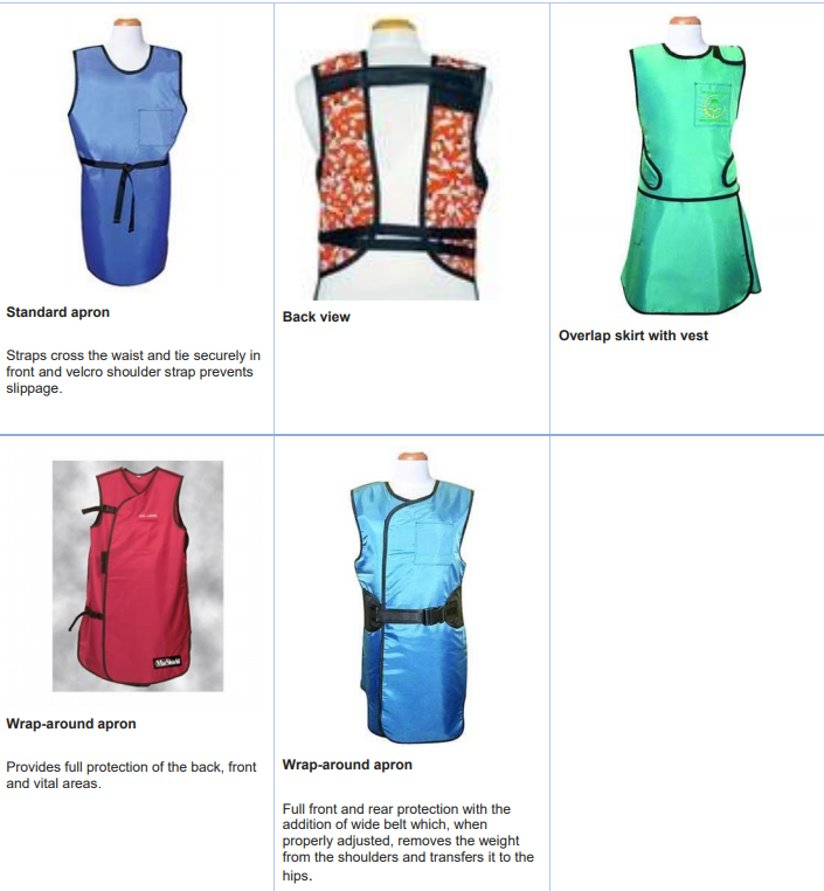 Standard apron
Straps cross the waist and tie securely in
front and velcro shoulder strap prevents
slippage.
Back view
Overlap skirt with vest
Wrap-around apron
Provides full protection of the back, front
and vital areas.
Wrap-around apron
Full front and rear protection with the
addition of wide belt which, when
properly adjusted, removes the weight
from the shoulders and transfers it to the
hips.